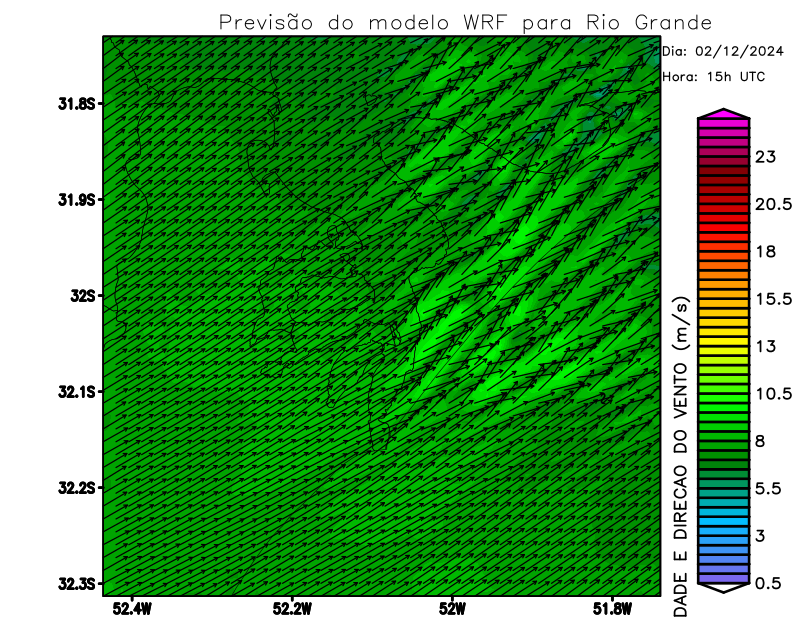 Previsão do modelo WRF para Rio Grande
Dia: 02/12/2024
Hora: 15h UTC
31.8S
31.9S
32S
32.1S
32.2S
32.3S
52.4W
52.2W
52W
51.8W
23
20.5
18
15.5
13
10.5
8
5.5
3
0.5
DADE E DIRECAO DO VENTO (m/s)